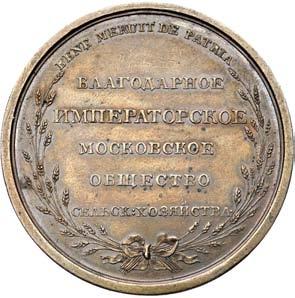 BENE MERUIT DE PATRIA
БЛАГОДАРНОЕ
ИМПЕРАТОРСКОЕ
МОСКОВСКОЕ
ОБЩЕСТВО
СЕЛЬСК: ХОЗЯЙСТВА.